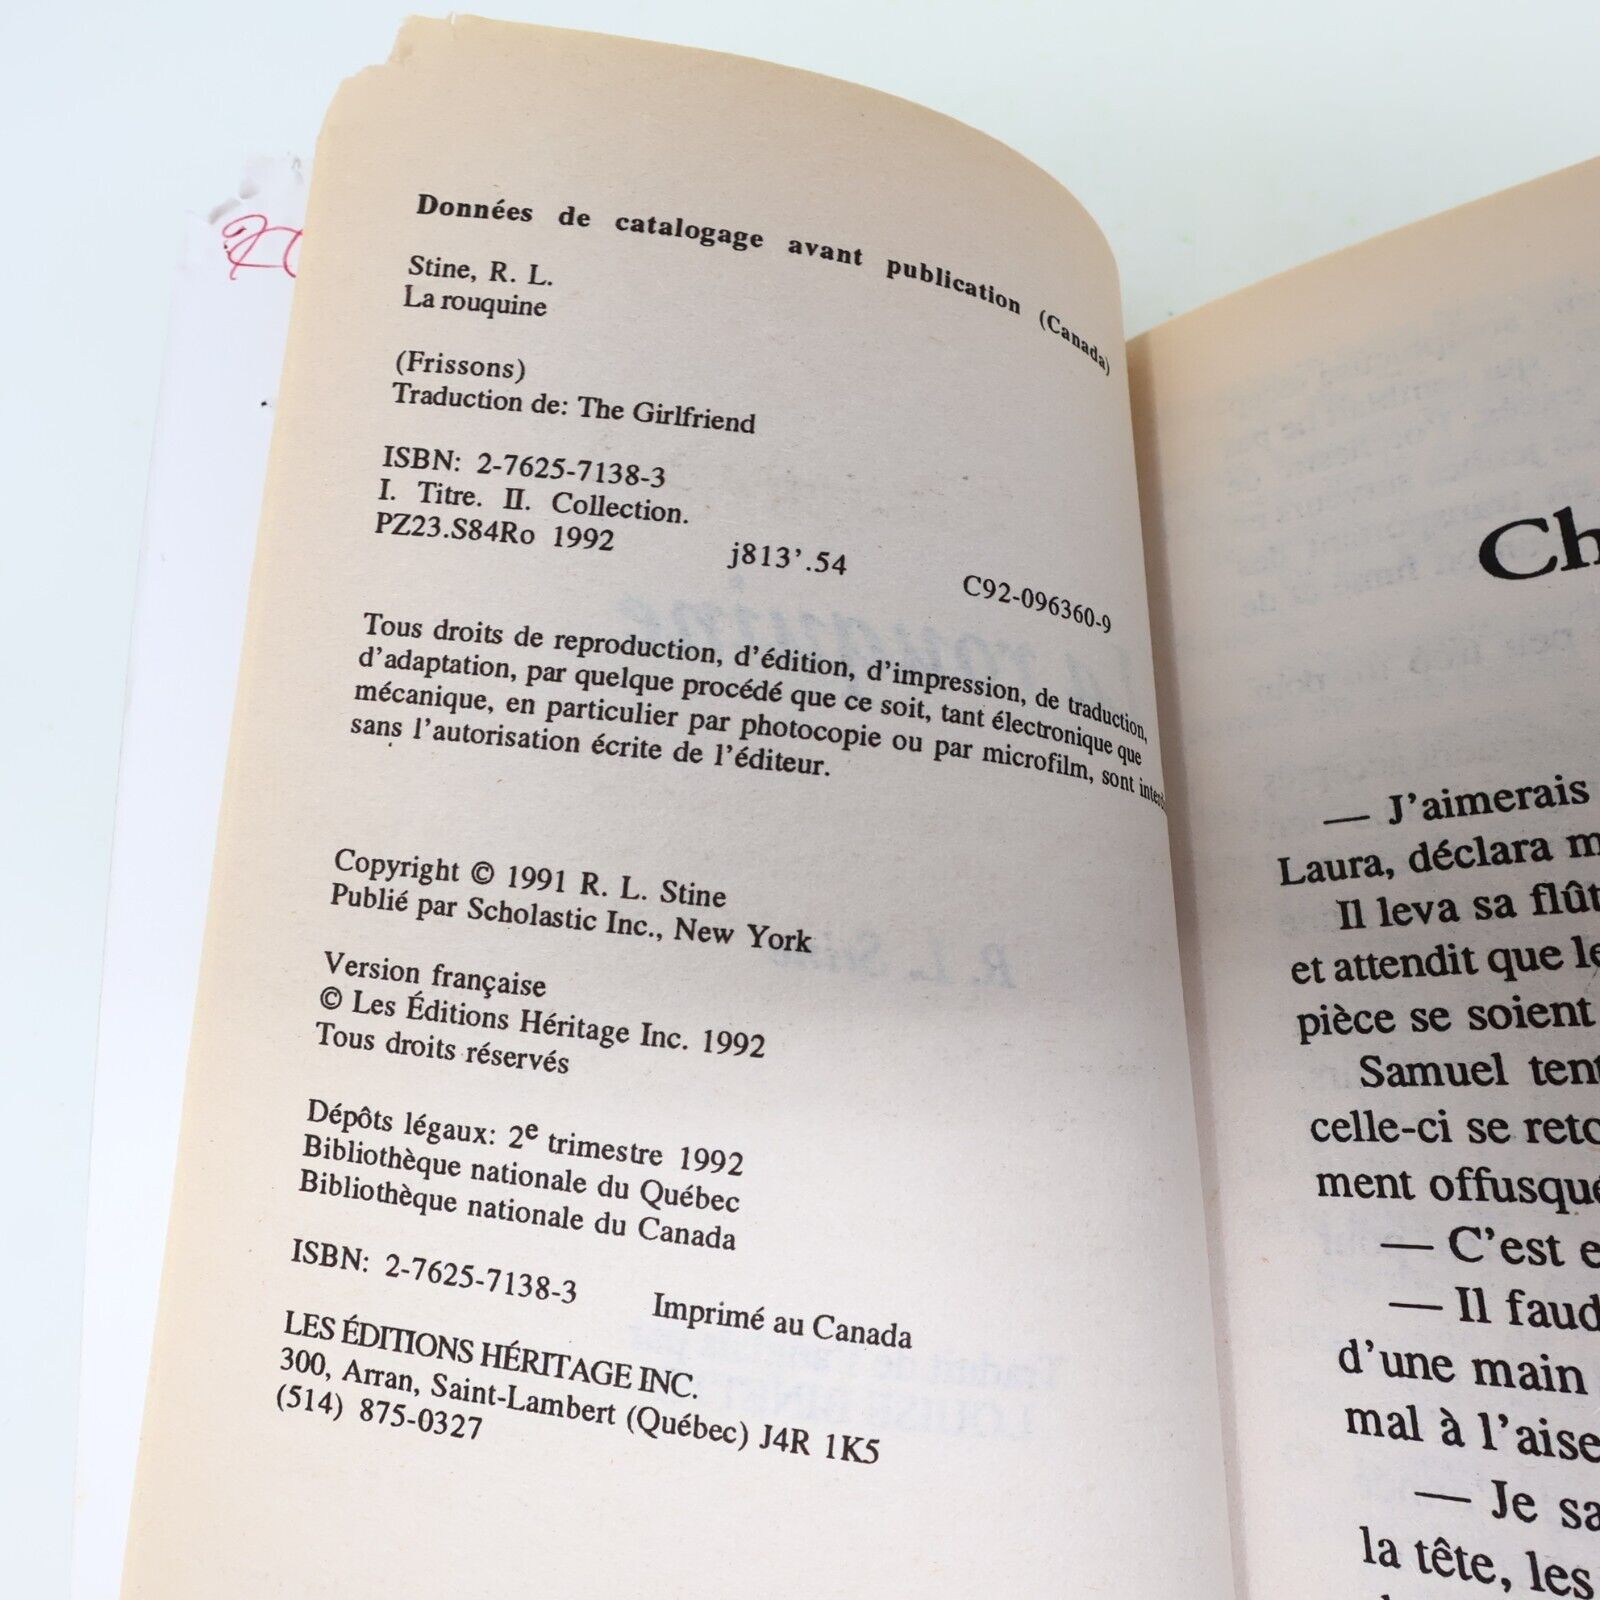 Données de catalogage avant publication (Canada)
Stine, R. L.
La rouquine
(Frissons)
Traduction de: The Girlfriend
ISBN: 2-7625-7138-3
I. Titre. II. Collection.
PZ23.S84Ro 1992 j813'.54 C92-096360-9
Tous droits de reproduction, d'édition, d'impression, de traduction,
d'adaptation, par quelque procédé que ce soit, tant électronique que
mécanique, en particulier par photocopie ou par microfilm, sont
sans l'autorisation écrite de l'éditeur.
Copyright © 1991 R. L. Stine
Publié par Scholastic Inc., New York
Version française
© Les Éditions Héritage Inc. 1992
Tous droits réservés
Dépôts légaux: 2e trimestre 1992
Bibliothèque nationale du Québec
Bibliothèque nationale du Canada
ISBN: 2-7625-7138-3 Imprimé au Canada
LES ÉDITIONS HÉRITAGE INC.
300, Arran, Saint-Lambert (Québec) J4R 1K5
(514) 875-0327
Ch
— J'aimerais
Laura, déclara m
Il leva sa flût
et attendit que le
pièce se soient
Samuel tent
celle-ci se reto
ment offusqué
— C'est e
— Il faud
d'une main
mal à l'aise
— Je sa
la tête, les